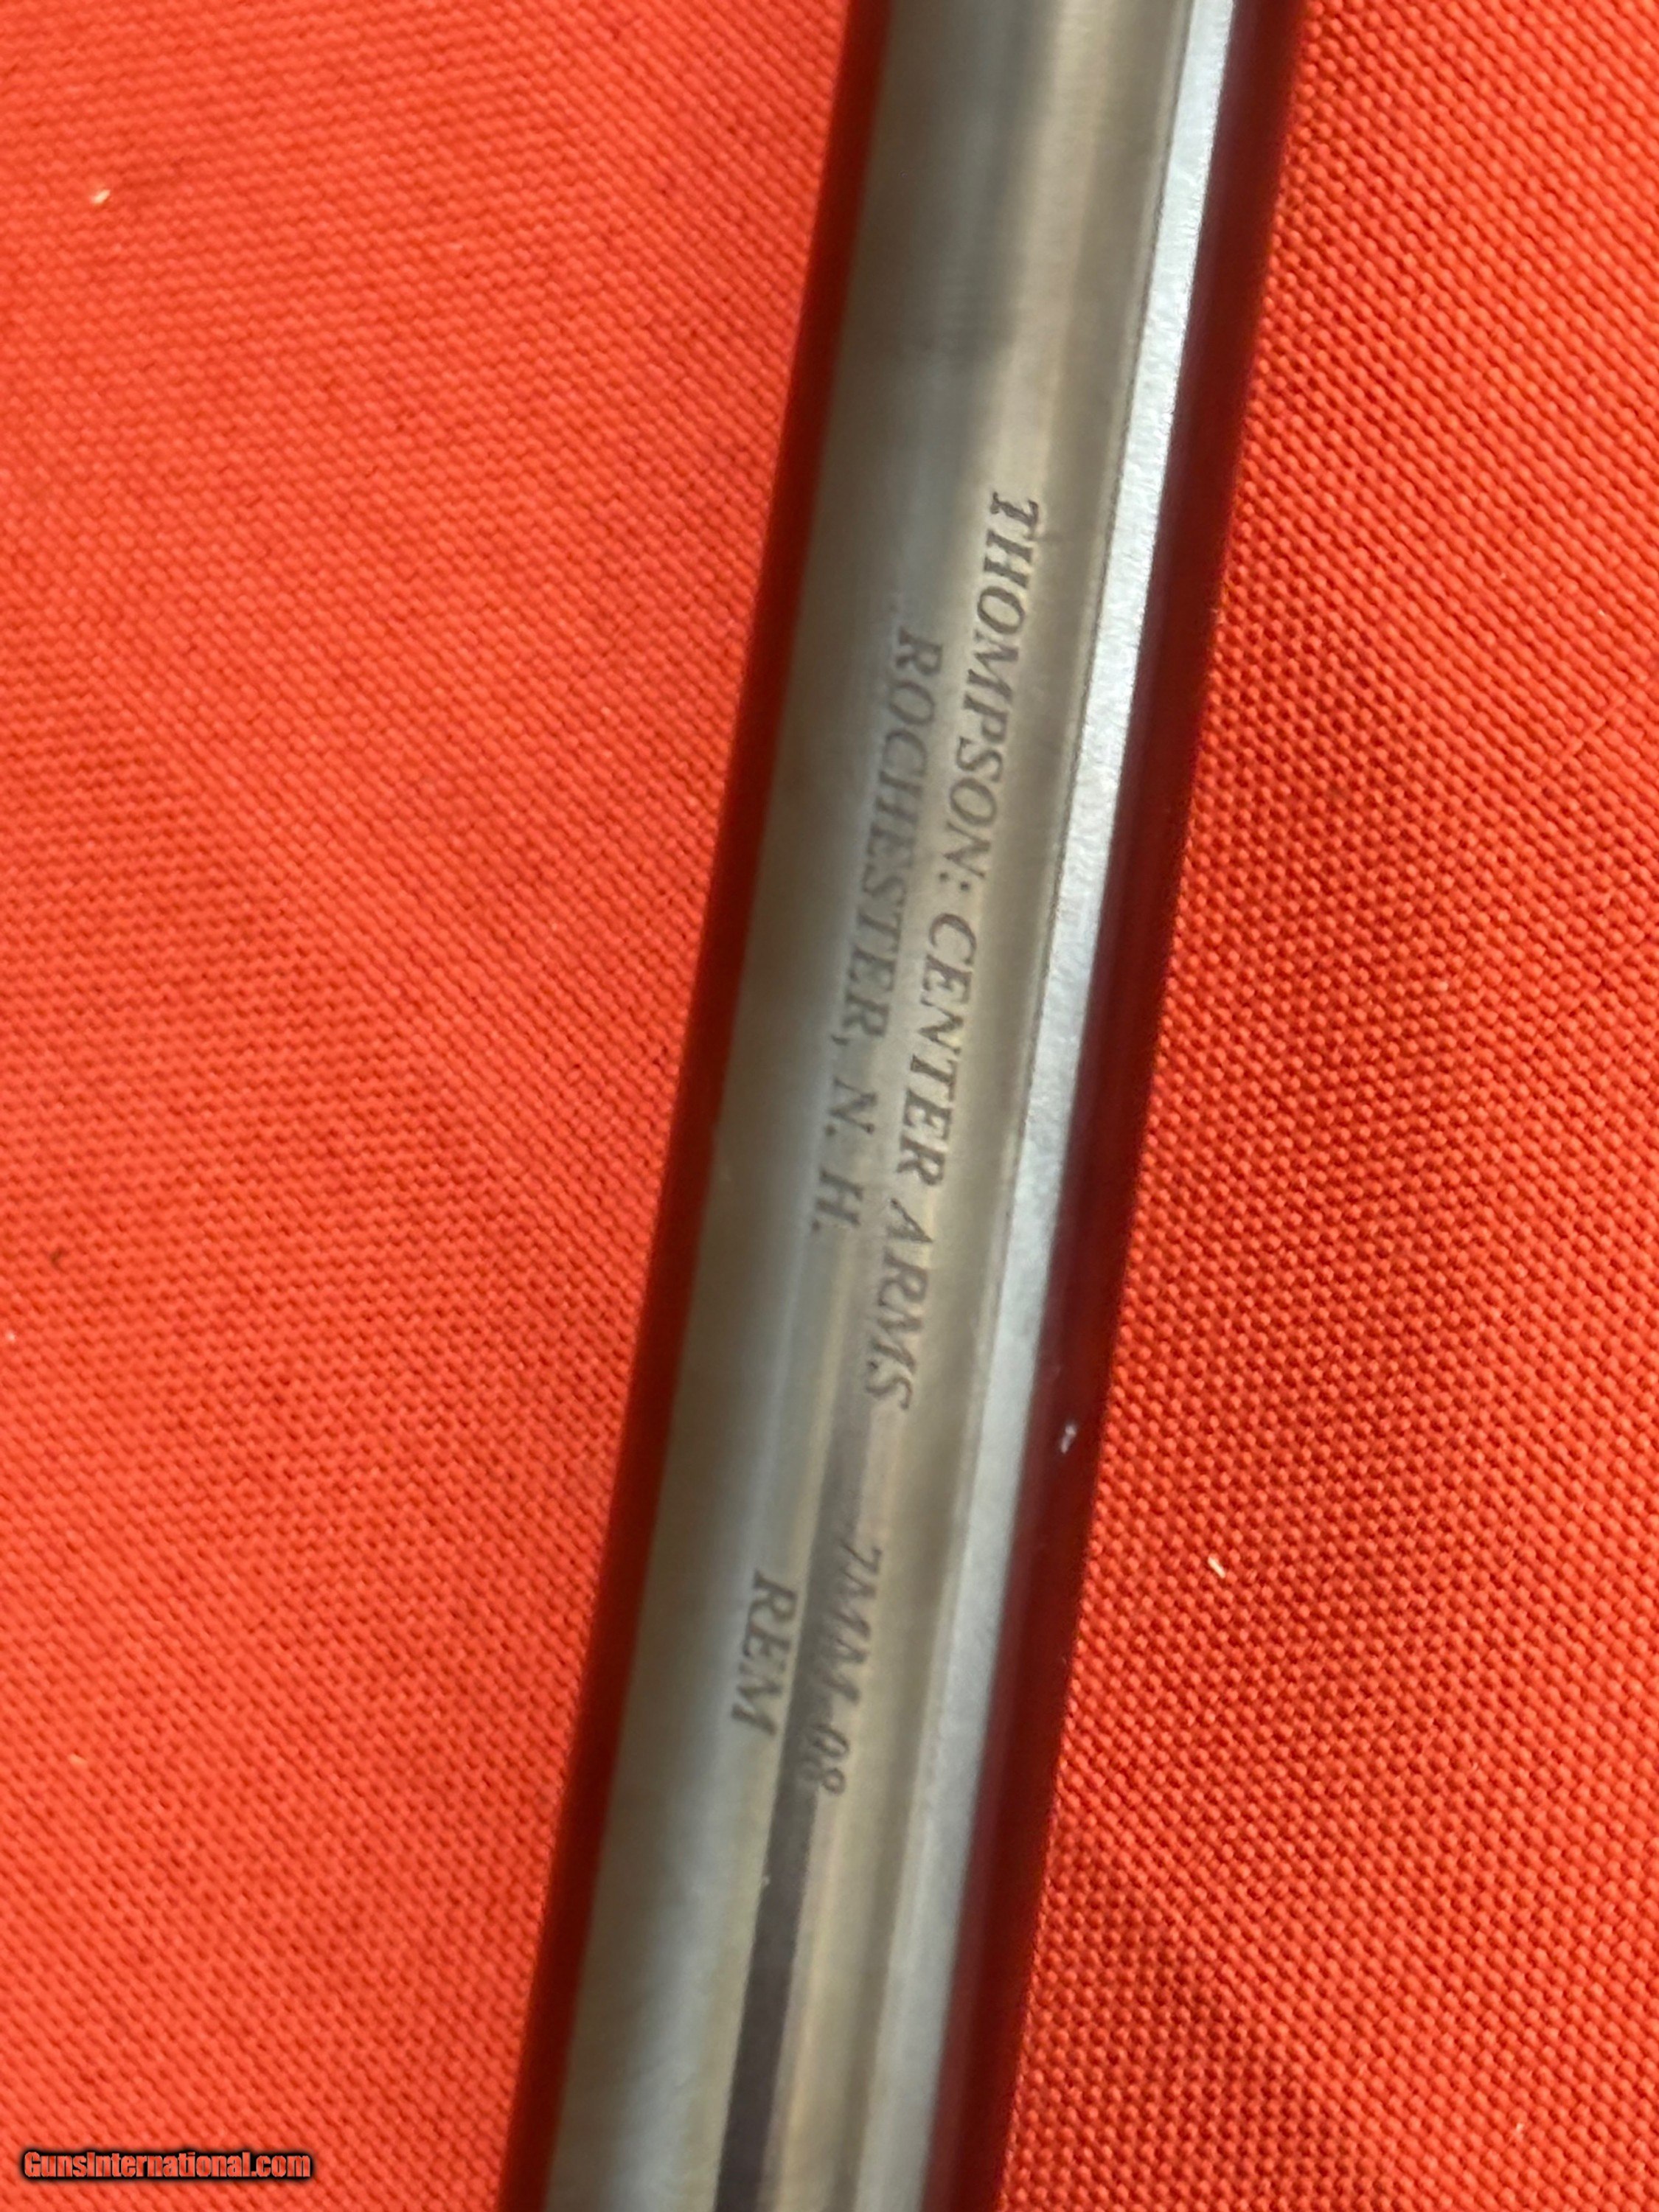 THOMPSON: CENTER ARMS
ROCHESTER, N. H.
7MM-08
REM
GunsInternational.com